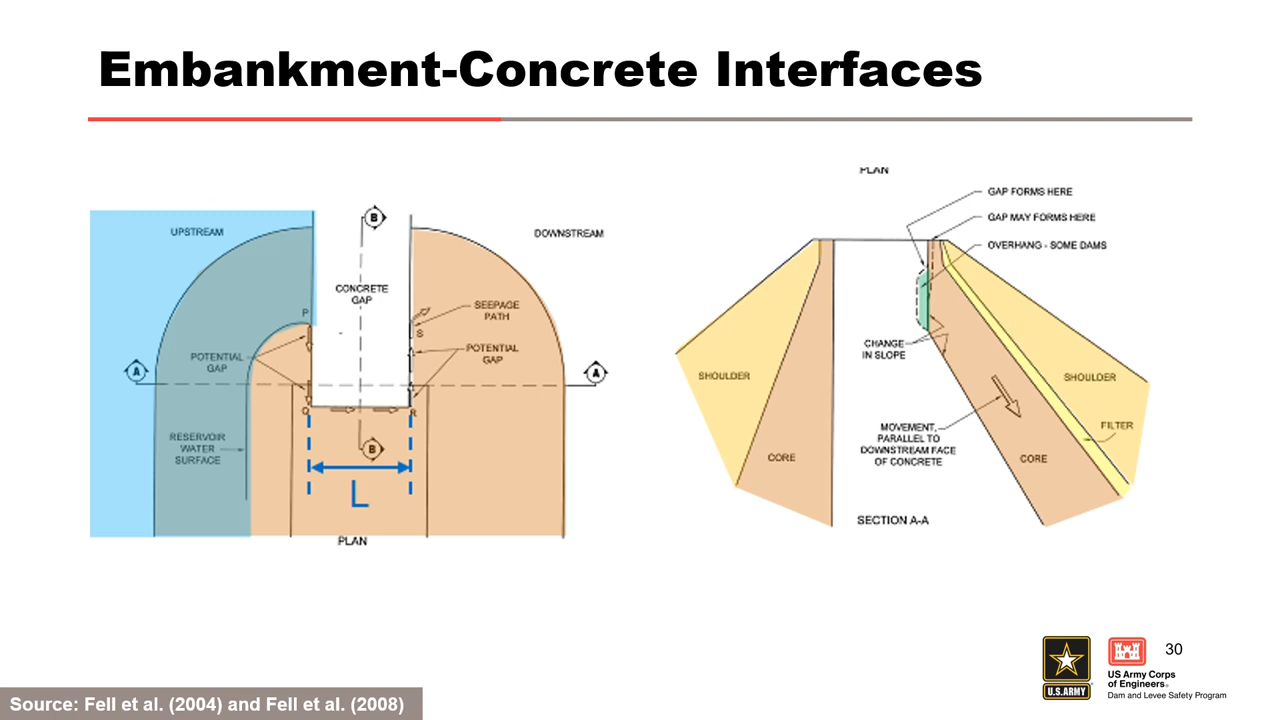 Embankment-Concrete Interfaces
B
UPSTREAM
DOWNSTREAM
CONCRETE
GAP
P
SEEPAGE
PATH
S
POTENTIAL
GAP
POTENTIAL
GAP
A
A
Q
R
RESERVOIR
WATER
SURFACE
B
L
PLAN
PLAN
GAP FORMS HERE
GAP MAY FORMS HERE
OVERHANG - SOME DAMS
CHANGE
IN SLOPE
SHOULDER
SHOULDER
MOVEMENT,
PARALLEL TO
DOWNSTREAM FACE
OF CONCRETE
FILTER
CORE
CORE
SECTION A-A
30
U.S.ARMY
US Army Corps
of Engineers®
Dam and Levee Safety Program
Source: Fell et al. (2004) and Fell et al. (2008)